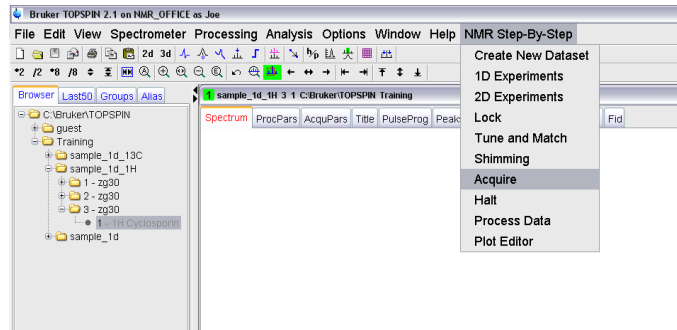 Bruker TOPSPIN 2.1 on NMR_OFFICE as Joe
File Edit View Spectrometer Processing Analysis Options Window Help NMR Step-By-Step
2d 3d
*2 /2 *8 /8
Browser Last50 Groups Alias
1 sample_1d_1H 3 1 C:\Bruker\TOPSPIN Training
Spectrum ProcPars AcquPars Title PulseProg Peaks Fid
C:\Bruker\TOPSPIN
guest
Training
sample_1d_13C
sample_1d_1H
1 - zg30
2 - zg30
3 - zg30
1 - 1H Cyclosporin
sample_1d
Create New Dataset
1D Experiments
2D Experiments
Lock
Tune and Match
Shimming
Acquire
Halt
Process Data
Plot Editor